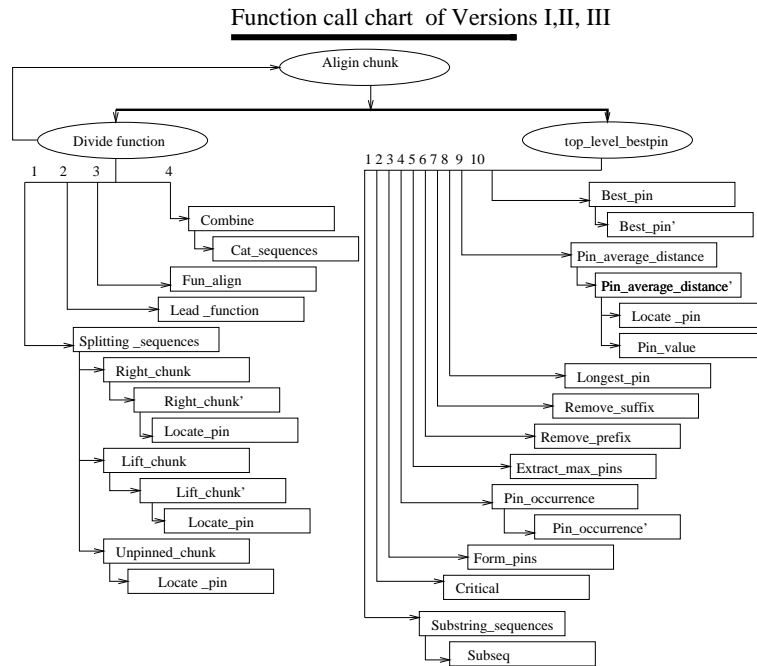 Function call chart of Versions I,II, III
Aligin chunk
Divide function
top_level_bestpin
1 2 3 4
1 2 3 4 5 6 7 8 9 10
Combine
Cat_sequences
Fun_align
Lead _function
Splitting _sequences
Right_chunk
Right_chunk’
Locate_pin
Lift_chunk
Lift_chunk’
Locate_pin
Unpinned_chunk
Locate _pin
Best_pin
Best_pin’
Pin_average_distance
Pin_average_distance’
Locate _pin
Pin_value
Longest_pin
Remove_suffix
Remove_prefix
Extract_max_pins
Pin_occurrence
Pin_occurrence’
Form_pins
Critical
Substring_sequences
Subseq